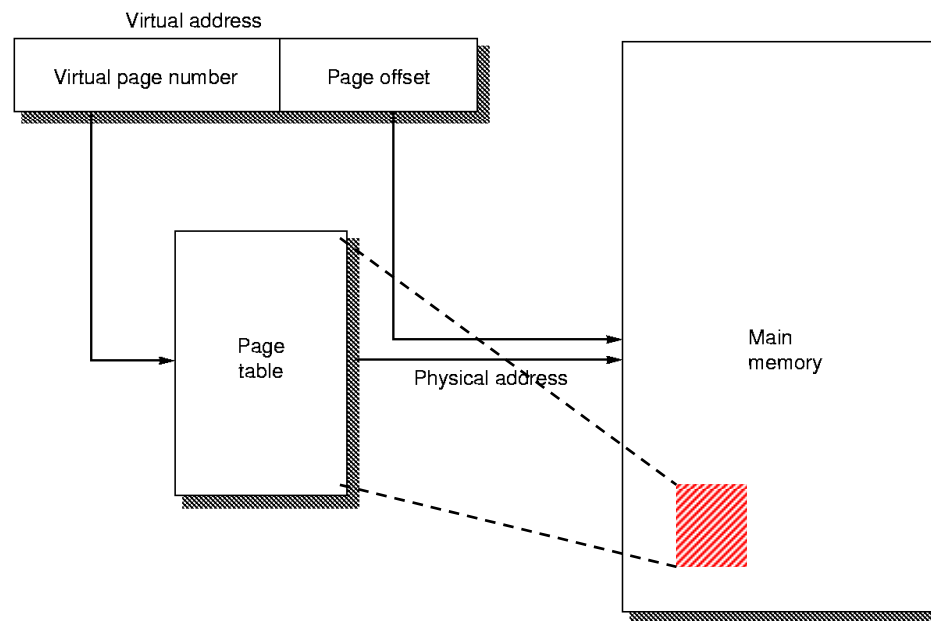 Virtual address
Virtual page number
Page offset
Page
table
Physical address
Main
memory